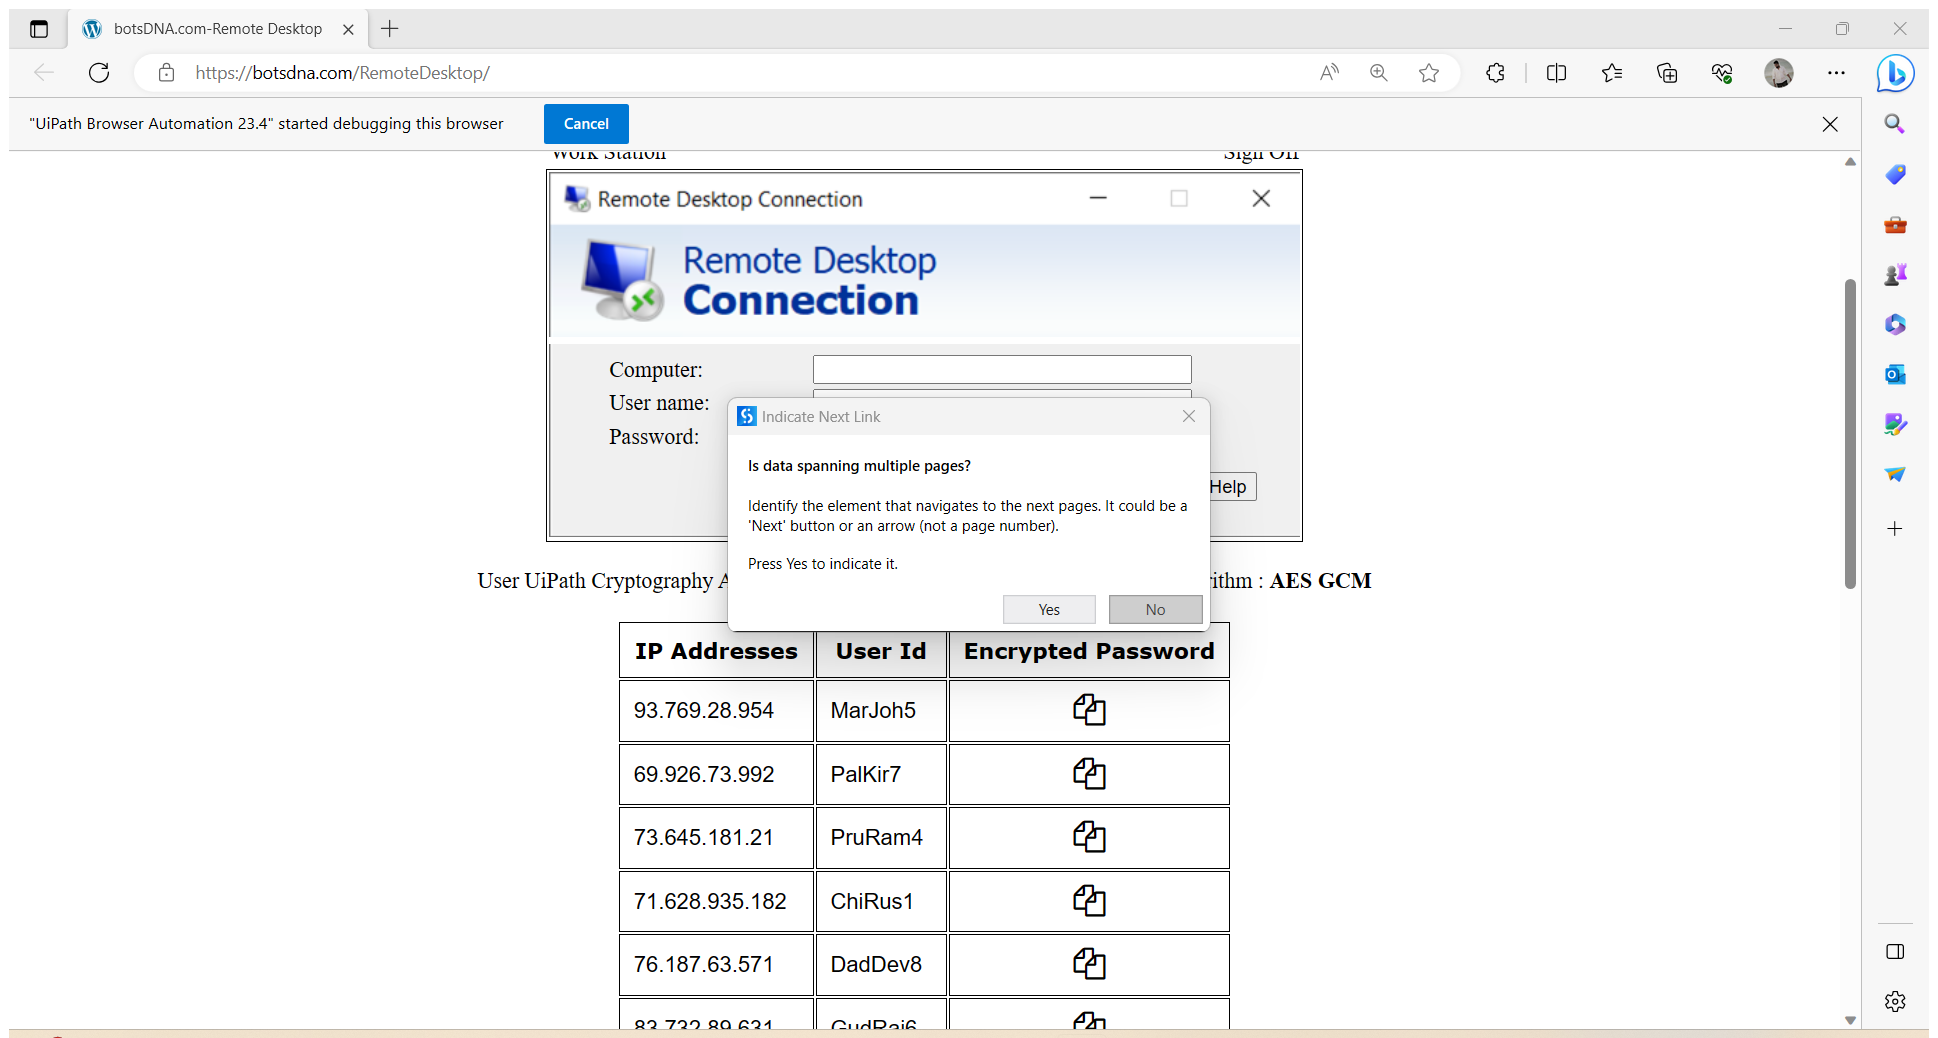 botsDNA.com-Remote Desktop
https://botsdna.com/RemoteDesktop/
"UiPath Browser Automation 23.4" started debugging this browser
Cancel
Work Station Sign Off
Remote Desktop Connection
Remote Desktop
Connection
Computer:
User name:
Password:
Help
Indicate Next Link
Is data spanning multiple pages?
Identify the element that navigates to the next pages. It could be a
'Next' button or an arrow (not a page number).
Press Yes to indicate it.
Yes No
User UiPath Cryptography : AES GCM
IP Addresses User Id Encrypted Password
93.769.28.954 MarJoh5
69.926.73.992 PalKir7
73.645.181.21 PruRam4
71.628.935.182 ChiRus1
76.187.63.571 DadDev8
83.732.89.631 GudRaj6